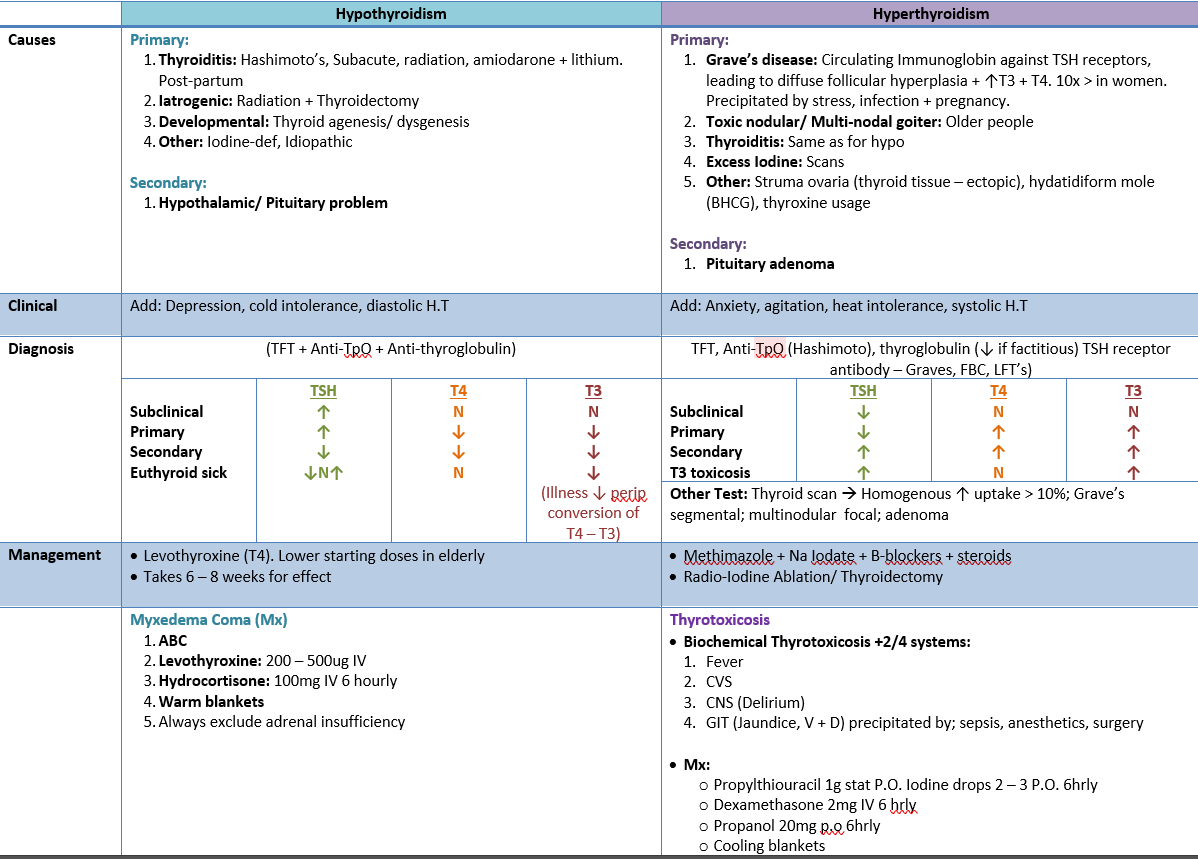 Hypothyroidism
Hyperthyroidism
Causes
Primary:
1. Thyroiditis: Hashimoto's, Subacute, radiation, amiodarone + lithium.
Post-partum
2. Iatrogenic: Radiation + Thyroidectomy
3. Developmental: Thyroid agenesis/ dysgenesis
4. Other: Iodine-def, Idiopathic
Secondary:
1. Hypothalamic/ Pituitary problem
Primary:
1. Grave's disease: Circulating Immunoglobin against TSH receptors,
leading to diffuse follicular hyperplasia + ↑T3 + T4. 10x > in women.
Precipitated by stress, infection + pregnancy.
2. Toxic nodular/ Multi-nodal goiter: Older people
3. Thyroiditis: Same as for hypo
4. Excess Iodine: Scans
5. Other: Struma ovaria (thyroid tissue – ectopic), hydatidiform mole
(BHCG), thyroxine usage
Secondary:
1. Pituitary adenoma
Clinical
Add: Depression, cold intolerance, diastolic H.T
Add: Anxiety, agitation, heat intolerance, systolic H.T
Diagnosis
(TFT + Anti-TpO + Anti-thyroglobulin)
TSH T4 T3
Subclinical ↑ N N
Primary ↑ ↓ ↓
Secondary ↓ ↓ ↓
Euthyroid sick ↓N↑ N ↓
(Illness ↓ perip
conversion of
T4 – T3)
TFT, Anti-TpO (Hashimoto), thyroglobulin (↓ if factitious) TSH receptor
antibody – Graves, FBC, LFT's)
TSH T4 T3
Subclinical ↓ N N
Primary ↓ ↑ ↑
Secondary ↑ ↑ ↑
T3 toxicosis ↑ N ↑
Other Test: Thyroid scan → Homogenous ↑ uptake > 10%; Grave's
segmental; multinodular focal; adenoma
Management
• Levothyroxine (T4). Lower starting doses in elderly
• Takes 6 – 8 weeks for effect
• Methimazole + Na Iodate + B-blockers + steroids
• Radio-Iodine Ablation/ Thyroidectomy
Myxedema Coma (Mx)
1. ABC
2. Levothyroxine: 200 – 500ug IV
3. Hydrocortisone: 100mg IV 6 hourly
4. Warm blankets
5. Always exclude adrenal insufficiency
Thyrotoxicosis
• Biochemical Thyrotoxicosis +2/4 systems:
1. Fever
2. CVS
3. CNS (Delirium)
4. GIT (Jaundice, V + D) precipitated by; sepsis, anesthetics, surgery
• Mx:
o Propylthiouracil 1g stat P.O. Iodine drops 2 – 3 P.O. 6hrly
o Dexamethasone 2mg IV 6 hrly
o Propanol 20mg p.o 6hrly
o Cooling blankets